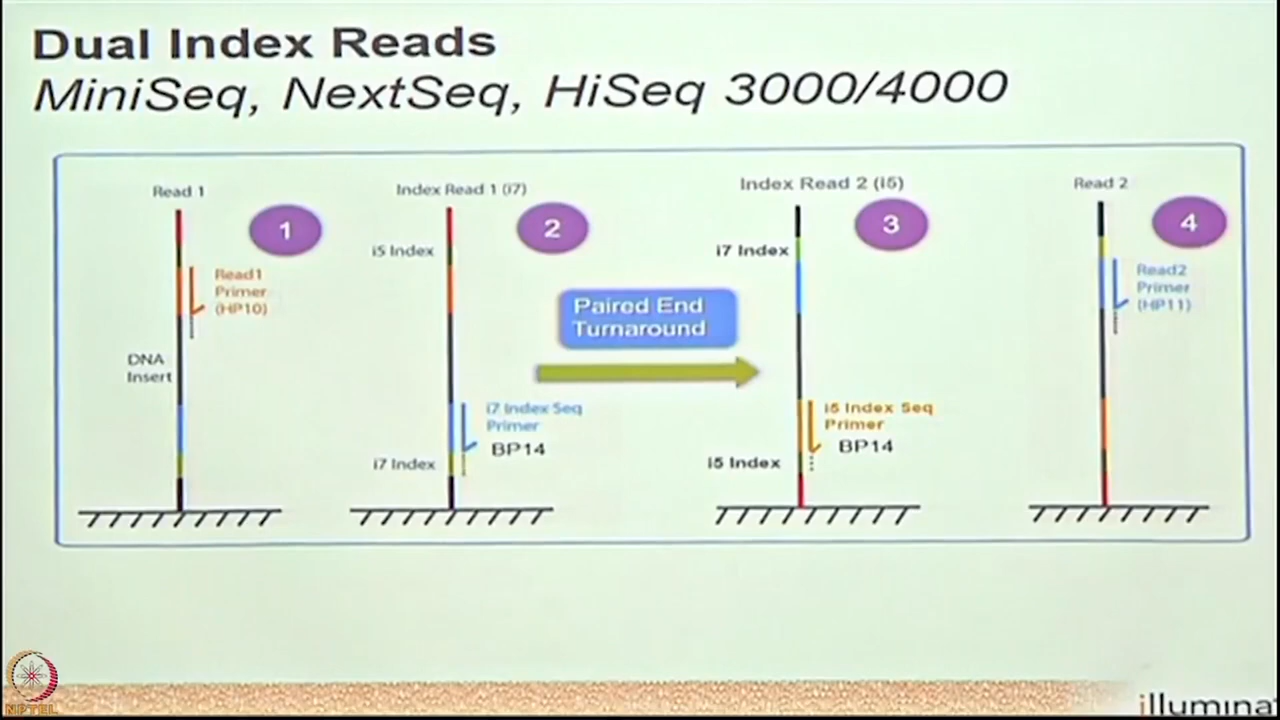 Dual Index Reads
MiniSeq, NextSeq, HiSeq 3000/4000
Read 1
1
Read1
Primer
(HP10)
DNA
Insert
Index Read 1 (i7)
2
i5 Index
i7 Index Seq
Primer
BP14
i7 Index
Paired End
Turnaround
Index Read 2 (i5)
3
i7 Index
i5 Index Seq
Primer
BP14
i5 Index
Read 2
4
Read2
Primer
(HP11)
NPTEL
illumina